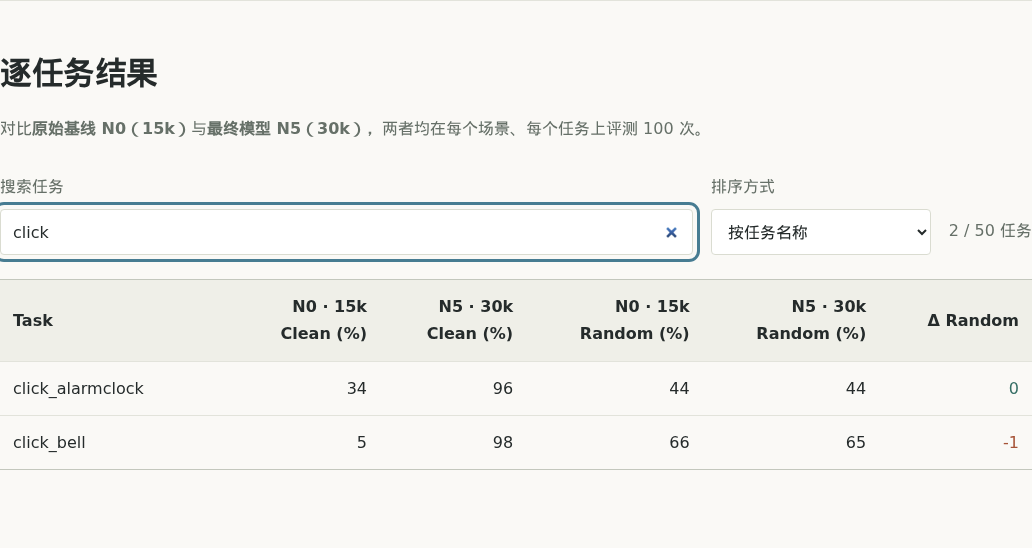 逐任务结果
对比原始基线 N0（15k）与最终模型 N5（30k），两者均在每个场景、每个任务上评测 100 次。
搜索任务 排序方式
click × 按任务名称 2 / 50 任务
Task N0 · 15k Clean (%) N5 · 30k Clean (%) N0 · 15k Random (%) N5 · 30k Random (%) Δ Random
click_alarmclock 34 96 44 44 0
click_bell 5 98 66 65 -1